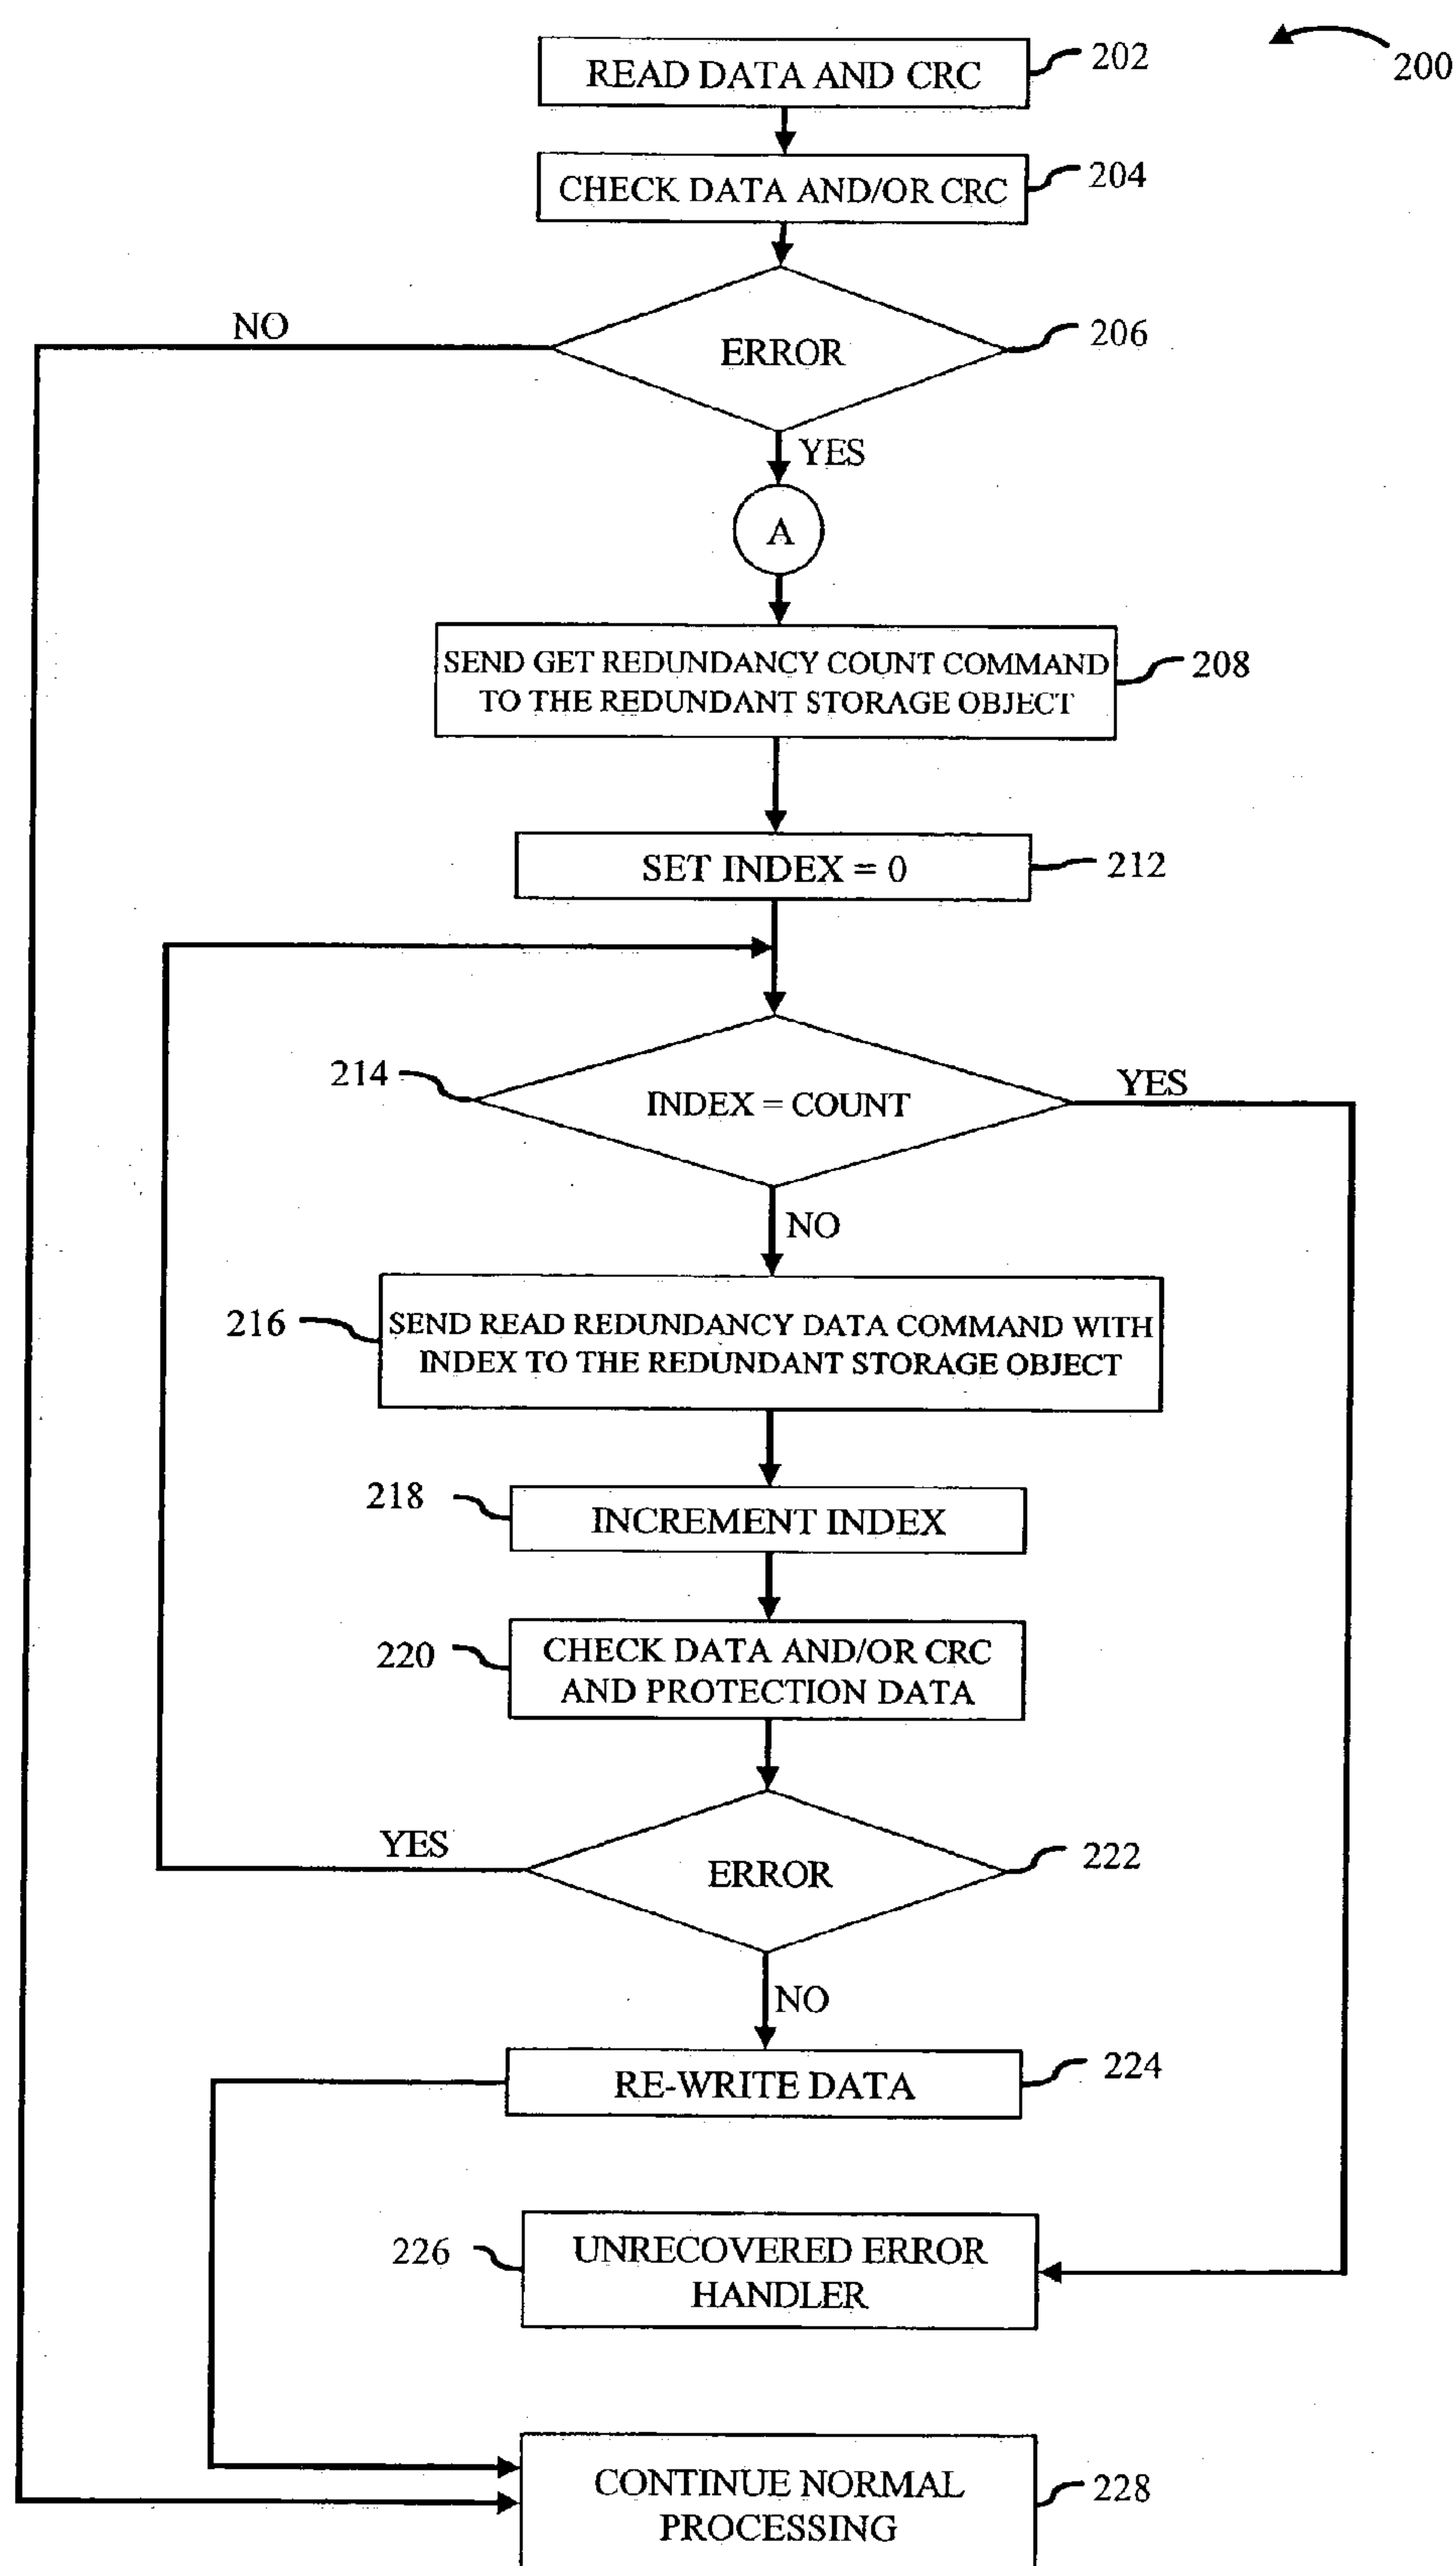 READ DATA AND CRC
202
200
CHECK DATA AND/OR CRC
204
NO
ERROR
206
YES
A
SEND GET REDUNDANCY COUNT COMMAND
TO THE REDUNDANT STORAGE OBJECT
208
SET INDEX = 0
212
214
INDEX = COUNT
YES
NO
216
SEND READ REDUNDANCY DATA COMMAND WITH
INDEX TO THE REDUNDANT STORAGE OBJECT
218
INCREMENT INDEX
220
CHECK DATA AND/OR CRC
AND PROTECTION DATA
YES
ERROR
222
NO
RE-WRITE DATA
224
226
UNRECOVERED ERROR
HANDLER
CONTINUE NORMAL
PROCESSING
228